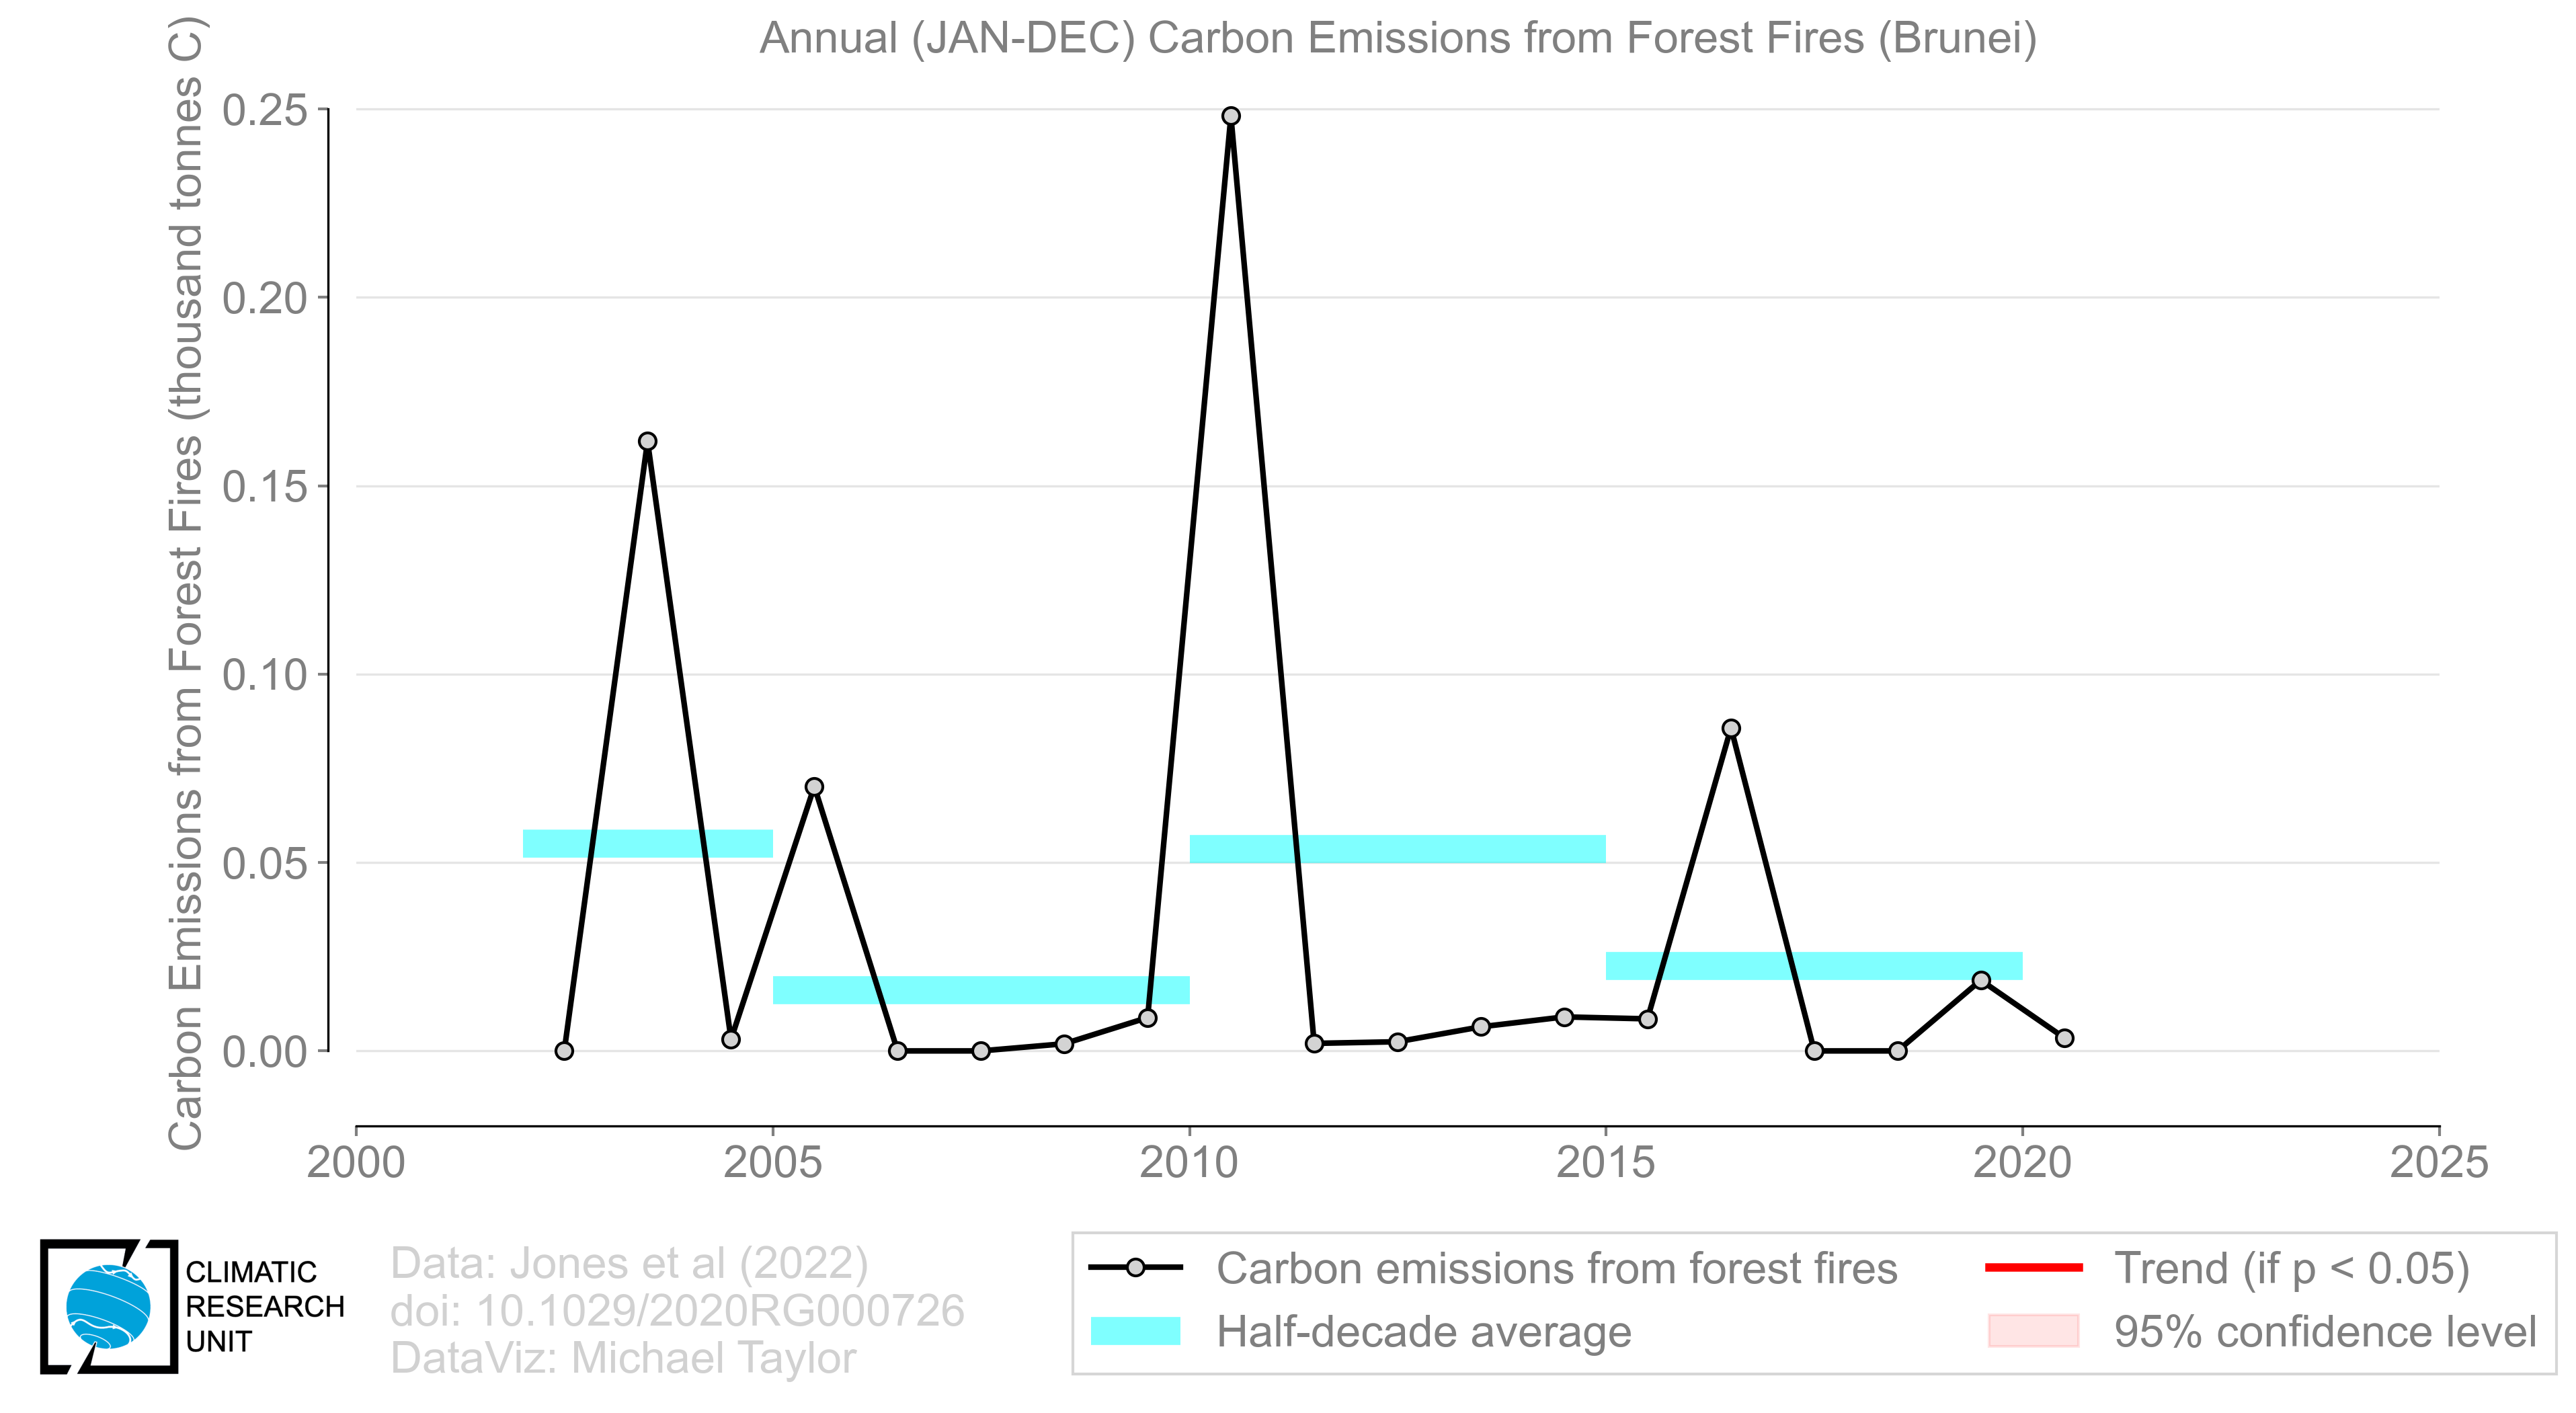 Annual (JAN-DEC) Carbon Emissions from Forest Fires (Brunei)
Carbon Emissions from Forest Fires (thousand tonnes C)
0.25
0.20
0.15
0.10
0.05
0.00
2000 2005 2010 2015 2020 2025
CLIMATIC
RESEARCH
UNIT
Data: Jones et al (2022)
doi: 10.1029/2020RG000726
DataViz: Michael Taylor
Carbon emissions from forest fires
Half-decade average
Trend (if p < 0.05)
95% confidence level